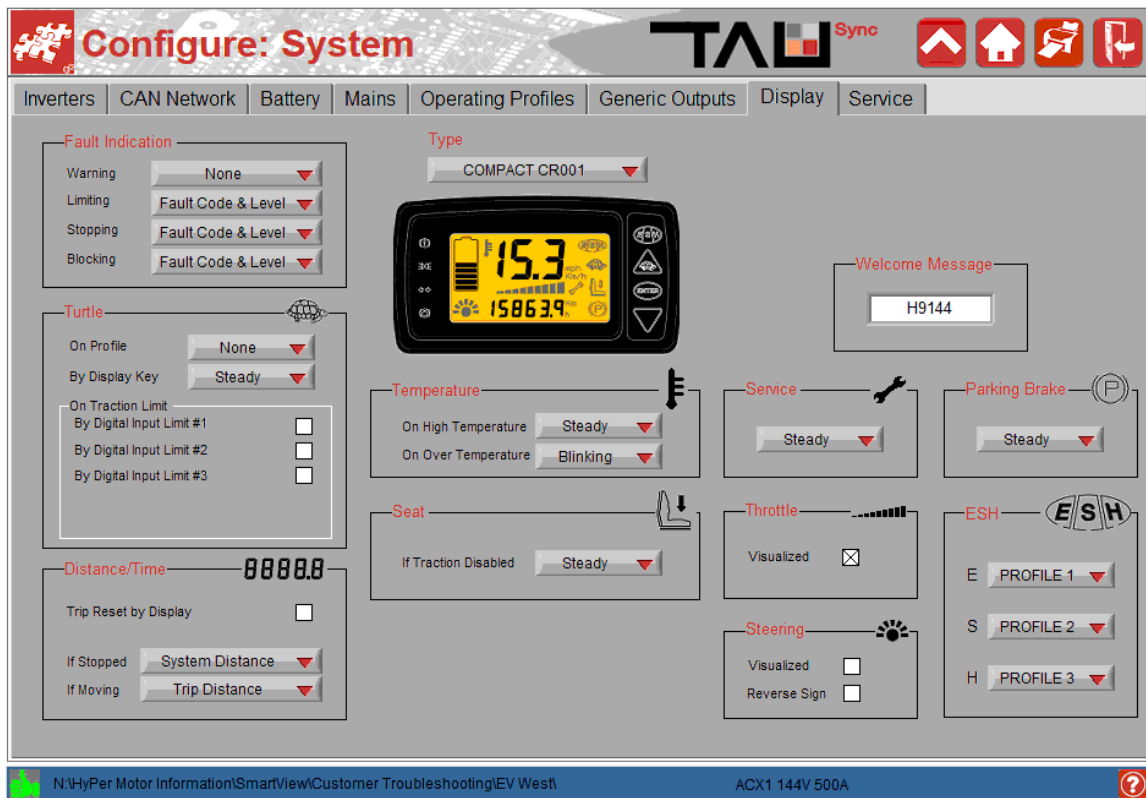 Configure: System
TAU Sync
Inverters CAN Network Battery Mains Operating Profiles Generic Outputs Display Service
Fault Indication
Warning None
Limiting Fault Code & Level
Stopping Fault Code & Level
Blocking Fault Code & Level
Type
COMPACT CR001
15.3
mph
Km/h
15863.9 Km
h
ESH
ENTER
Welcome Message
H9144
Turtle
On Profile None
By Display Key Steady
On Traction Limit
By Digital Input Limit #1
By Digital Input Limit #2
By Digital Input Limit #3
Temperature
On High Temperature Steady
On Over Temperature Blinking
Service
Steady
Parking Brake (P)
Steady
Seat
If Traction Disabled Steady
Throttle
Visualized
ESH ESH
E PROFILE 1
S PROFILE 2
H PROFILE 3
Distance/Time 8888.8
Trip Reset by Display
If Stopped System Distance
If Moving Trip Distance
Steering
Visualized
Reverse Sign
N:\HyPer Motor Information\SmartView\Customer Troubleshooting\EV West\ ACX1 144V 500A ?